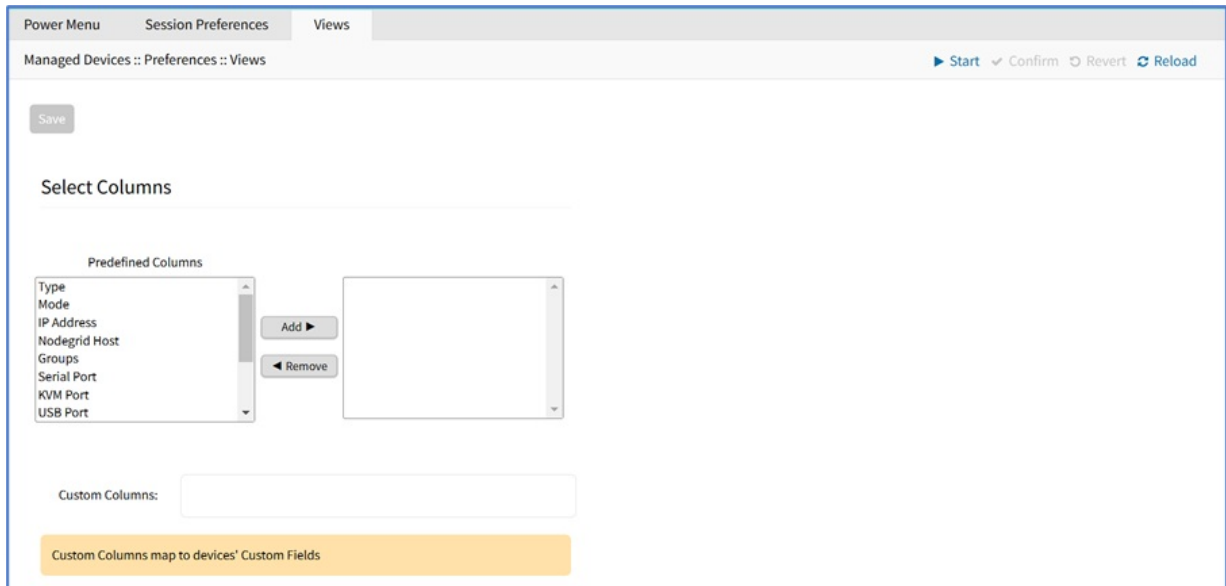 Power Menu Session Preferences Views
Managed Devices :: Preferences :: Views Start Confirm Revert Reload
Save
Select Columns
Predefined Columns
Type
Mode
IP Address
Nodegrid Host
Groups
Serial Port
KVM Port
USB Port
Add
Remove
Custom Columns:
Custom Columns map to devices' Custom Fields